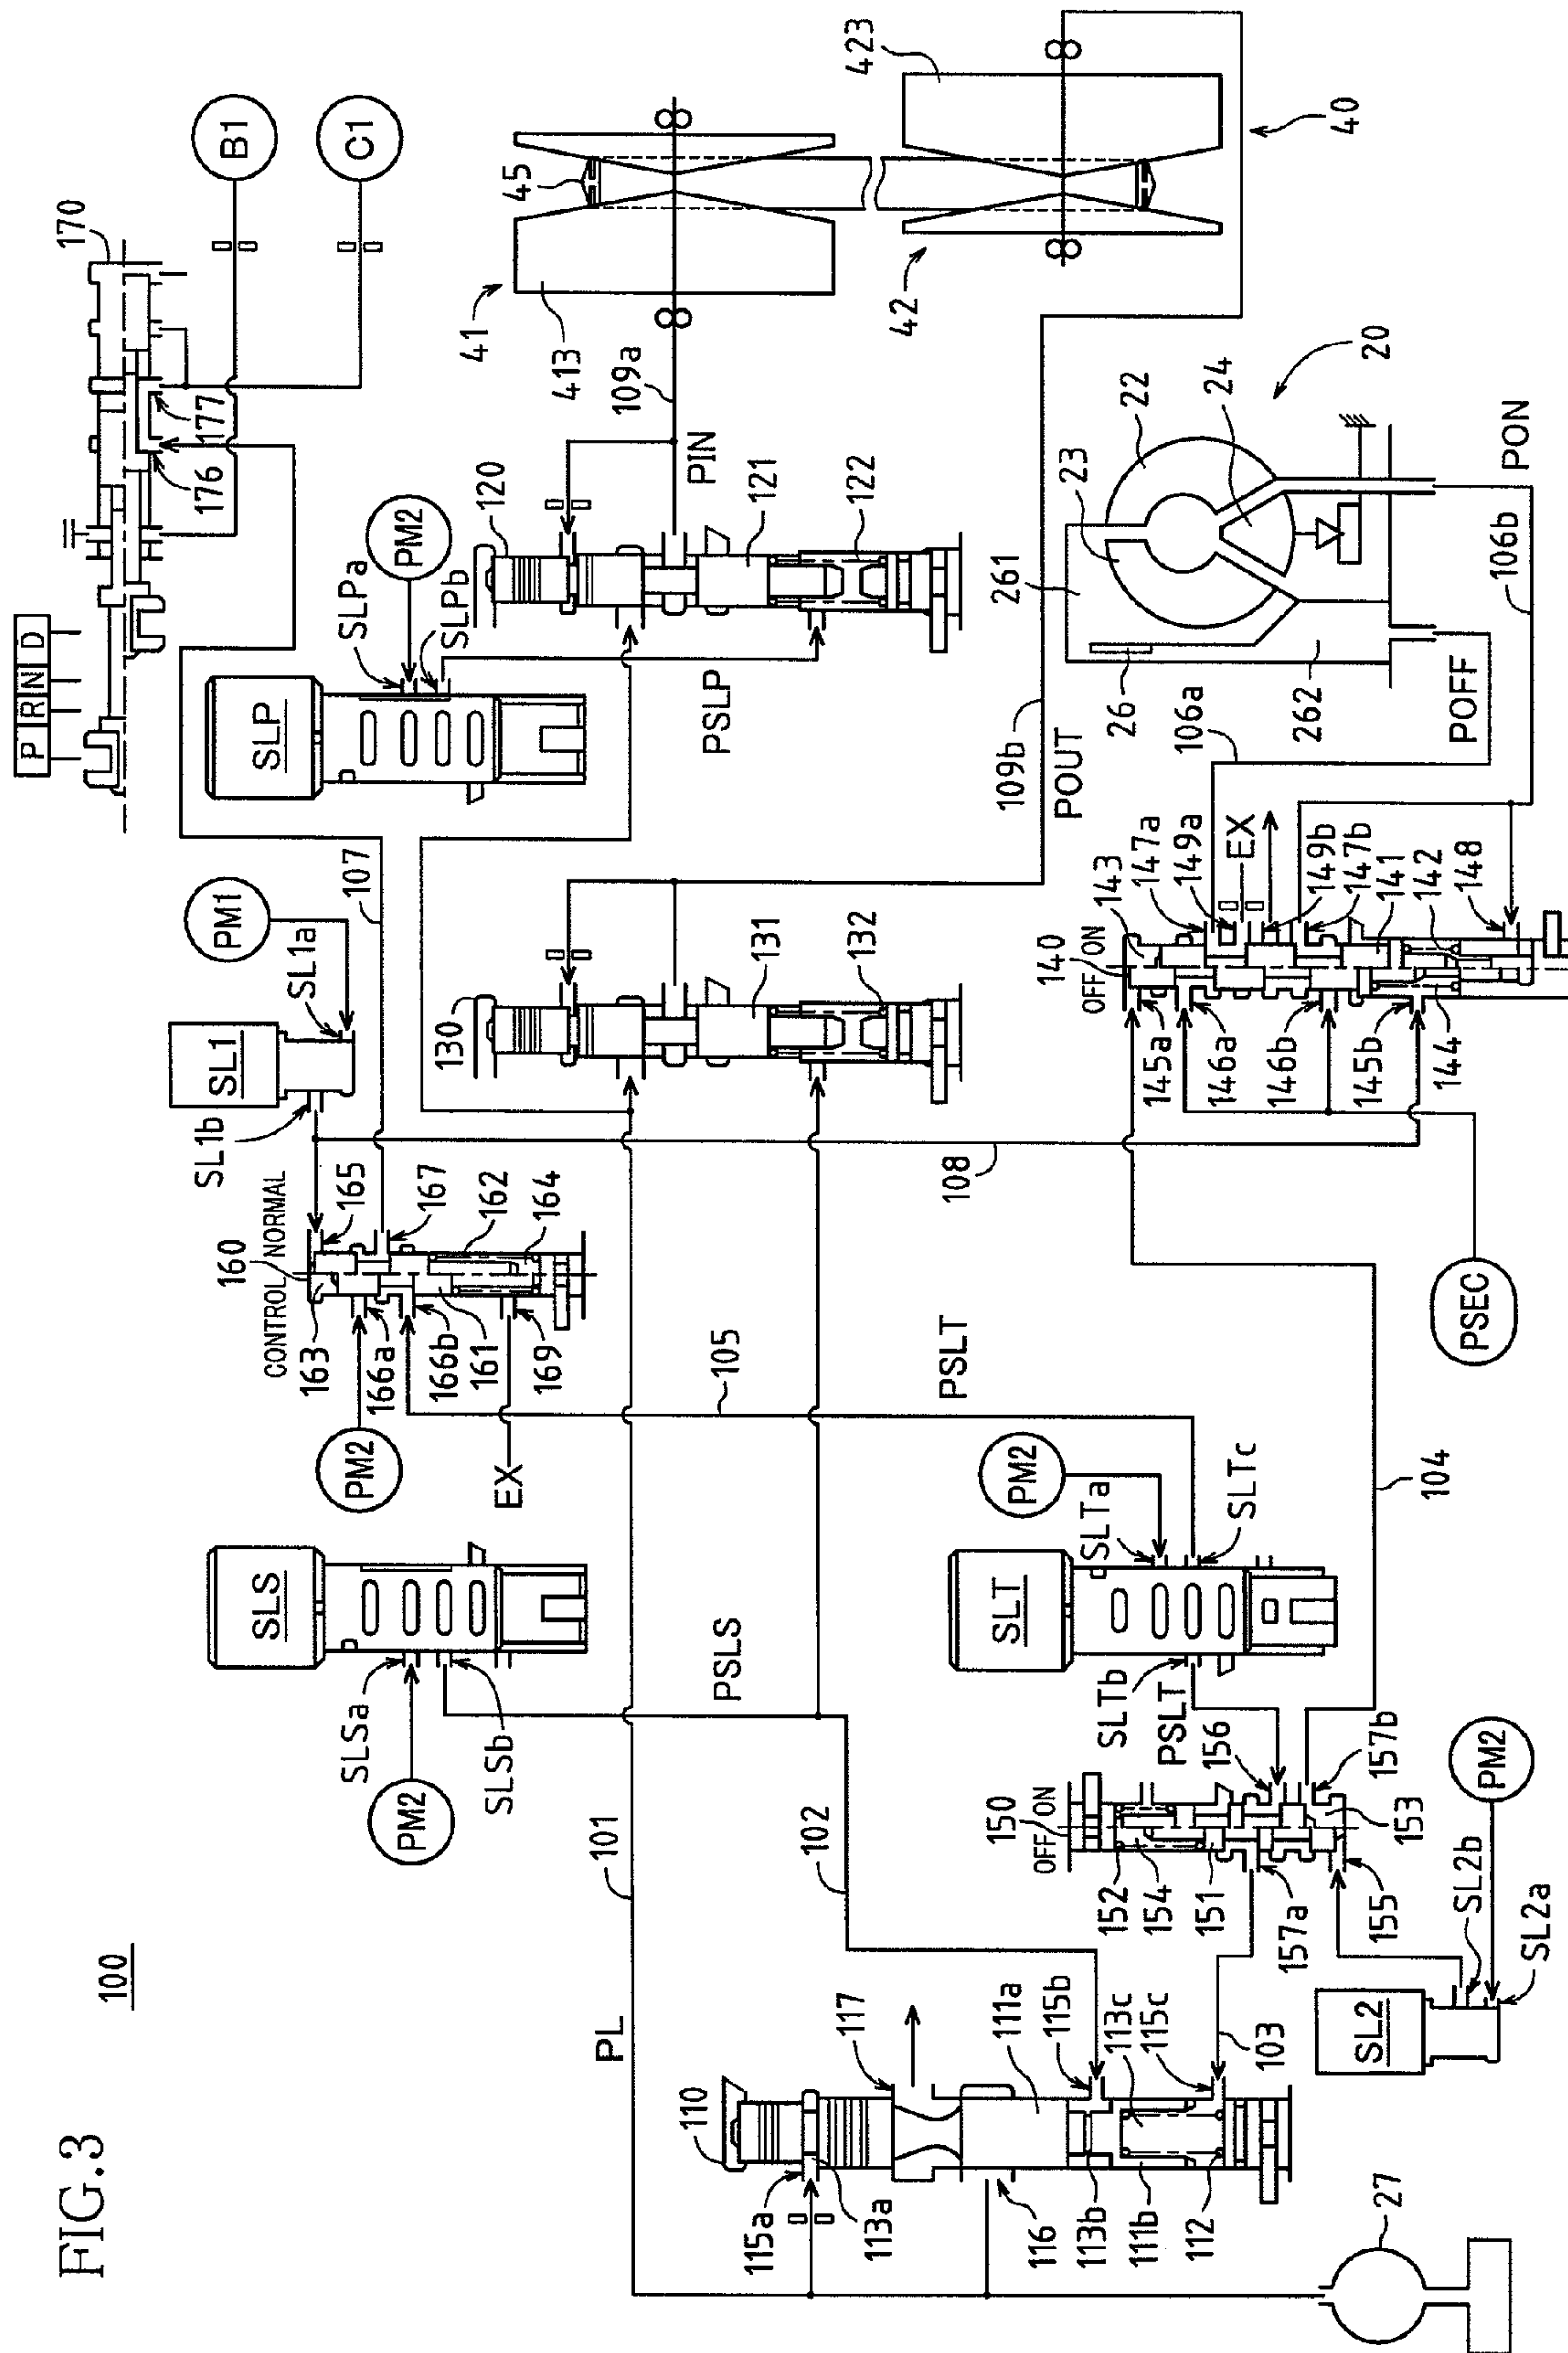 FIG.3
100
P R N D
170
B1
C1
176
177
SLP
PM2
SLPa
SLPb
PSLP
120
121
122
PIN
109a
41
413
45
42
423
40
PM1
SL1
SL1a
SL1b
107
CONTROL NORMAL
160
163
165
167
162
164
166a
166b
161
169
PM2
EX
105
108
130
131
132
109b
POUT
SLS
SLSa
SLSb
PM2
PSLS
101
102
PL
PSLT
SLT
PM2
SLTa
SLTc
SLTb
PSLT
104
140
OFF ON
143
147a
149a
EX
149b
147b
141
142
148
145a
146a
146b
145b
144
PSEC
106a
POFF
106b
PON
26
261
262
23
24
22
20
150
OFF ON
152
154
151
157a
155
156
157b
153
SL2
SL2b
SL2a
PM2
103
110
117
111a
115b
113c
115c
115a
113a
116
113b
111b
112
27